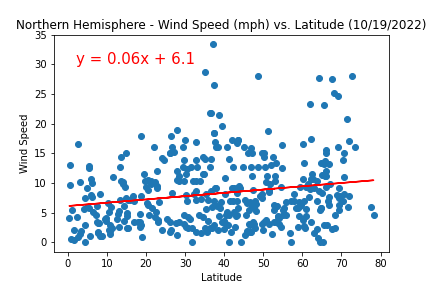 Northern Hemisphere - Wind Speed (mph) vs. Latitude (10/19/2022)
y = 0.06x + 6.1
35
30
25
20
15
10
5
0
Wind Speed
0 10 20 30 40 50 60 70 80
Latitude